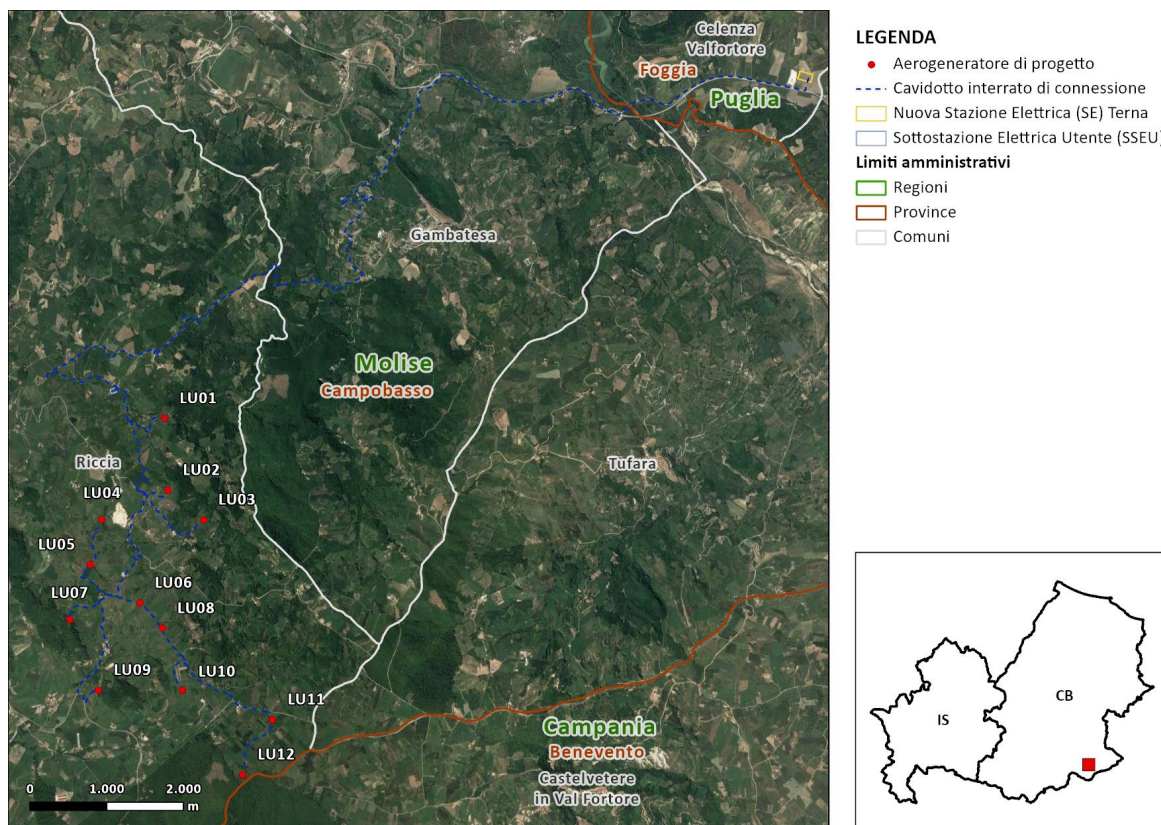 Celenza
Valfortore
Foggia
Puglia
Gambatesa
Molise
Campobasso
LU01
Riccia
LU02
Tufara
LU04
LU03
LU05
LU06
LU07
LU08
LU09
LU10
LU11
Campania
Benevento
LU12
Castelvetere
in Val Fortore
0 1.000 2.000
m
LEGENDA
Aerogeneratore di progetto
Cavidotto interrato di connessione
Nuova Stazione Elettrica (SE) Terna
Sottostazione Elettrica Utente (SSEU)
Limiti amministrativi
Regioni
Province
Comuni
CB
IS